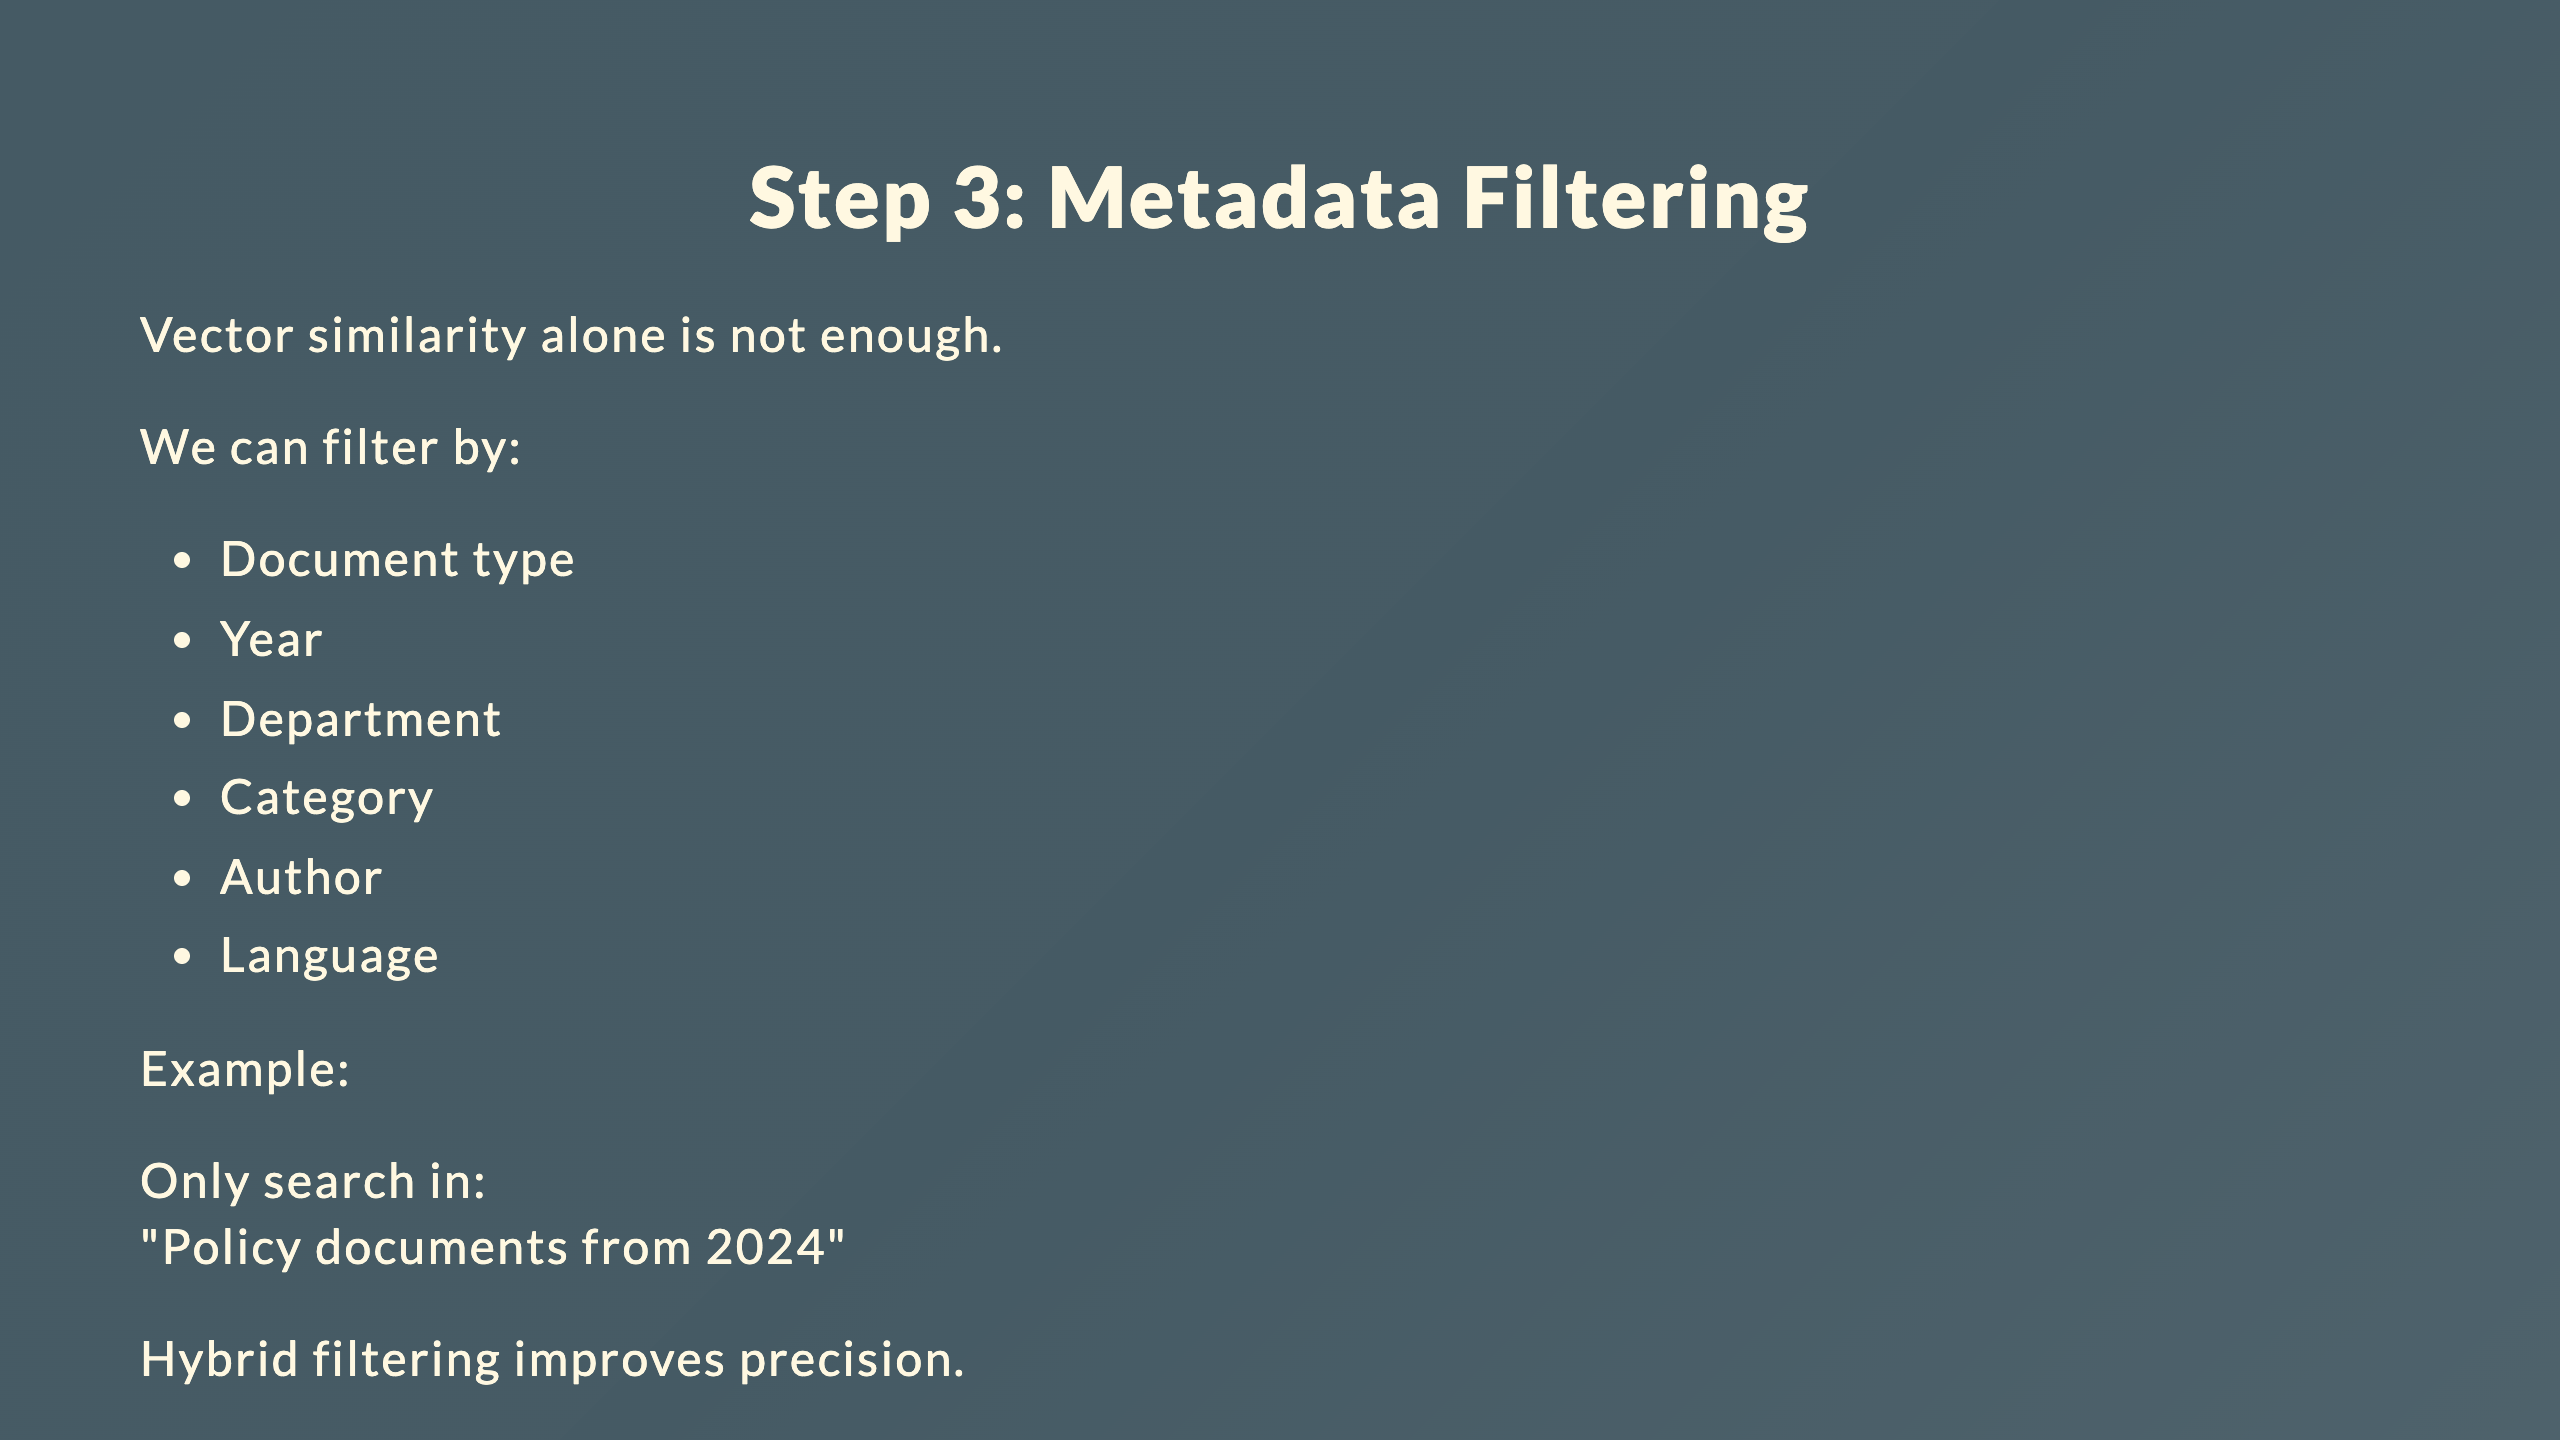 Step 3: Metadata Filtering
Vector similarity alone is not enough.
We can filter by:
• Document type
• Year
• Department
• Category
• Author
• Language
Example:
Only search in:
"Policy documents from 2024"
Hybrid filtering improves precision.